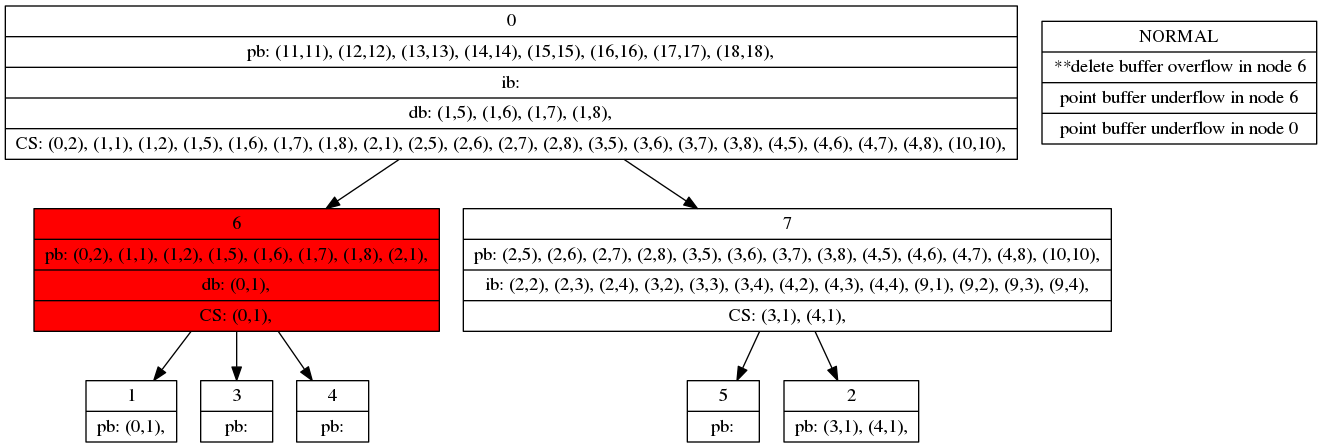 0
pb: (11,11), (12,12), (13,13), (14,14), (15,15), (16,16), (17,17), (18,18),
ib:
db: (1,5), (1,6), (1,7), (1,8),
CS: (0,2), (1,1), (1,2), (1,5), (1,6), (1,7), (1,8), (2,1), (2,5), (2,6), (2,7), (2,8), (3,5), (3,6), (3,7), (3,8), (4,5), (4,6), (4,7), (4,8), (10,10),
NORMAL
**delete buffer overflow in node 6
point buffer underflow in node 6
point buffer underflow in node 0
6
pb: (0,2), (1,1), (1,2), (1,5), (1,6), (1,7), (1,8), (2,1),
db: (0,1),
CS: (0,1),
7
pb: (2,5), (2,6), (2,7), (2,8), (3,5), (3,6), (3,7), (3,8), (4,5), (4,6), (4,7), (4,8), (10,10),
ib: (2,2), (2,3), (2,4), (3,2), (3,3), (3,4), (4,2), (4,3), (4,4), (9,1), (9,2), (9,3), (9,4),
CS: (3,1), (4,1),
1
pb: (0,1),
3
pb:
4
pb:
5
pb:
2
pb: (3,1), (4,1),